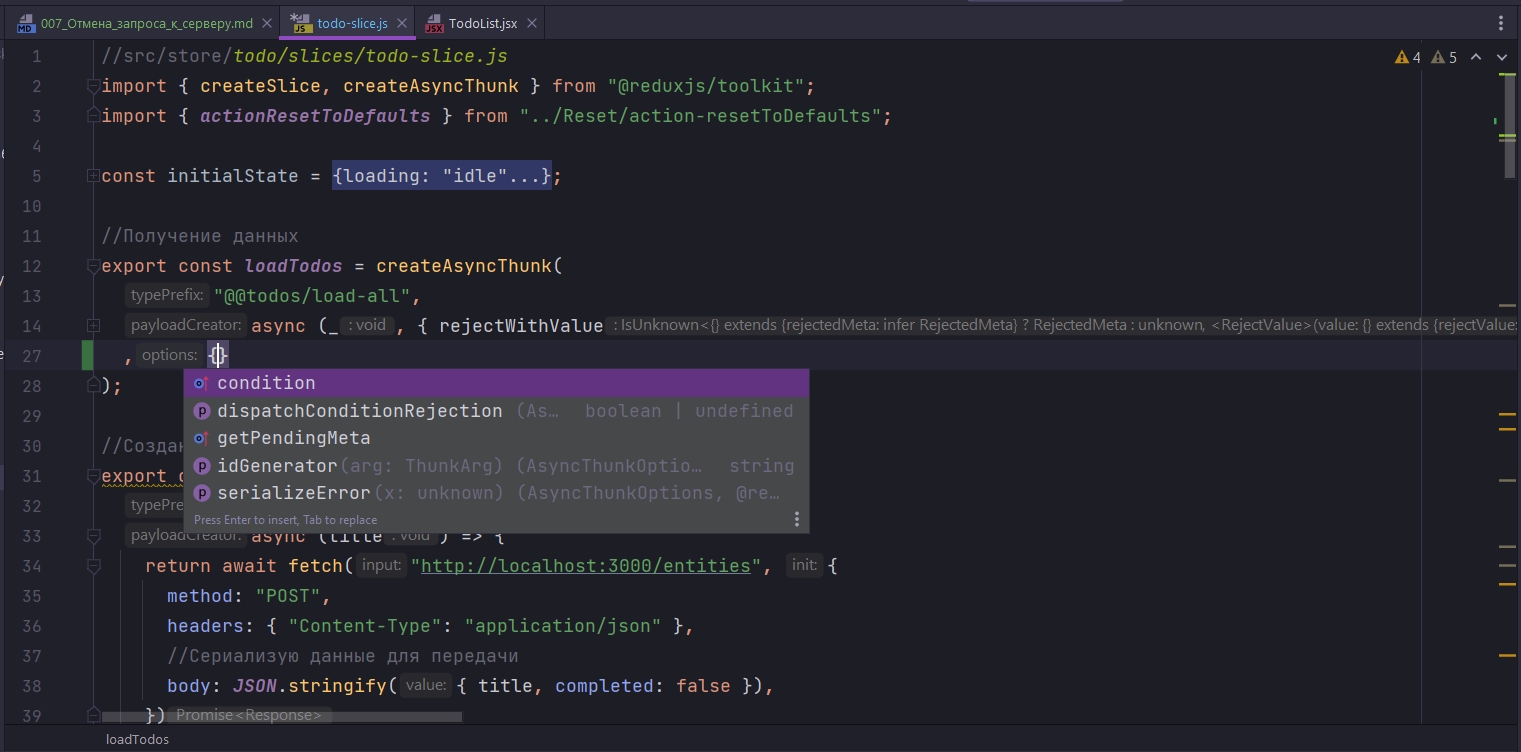 007_Отмена_запроса_к_серверу.md todo-slice.js TodoList.jsx
1 //src/store/todo/slices/todo-slice.js 4 5
2 import { createSlice, createAsyncThunk } from "@reduxjs/toolkit";
3 import { actionResetToDefaults } from "../Reset/action-resetToDefaults";
4
5 const initialState = {loading: "idle"...};
10
11 //Получение данных
12 export const loadTodos = createAsyncThunk(
13 typePrefix: "@@todos/load-all",
14 payloadCreator: async (_ : void , { rejectWithValue : IsUnknown<{} extends {rejectedMeta: infer RejectedMeta} ? RejectedMeta : unknown, <RejectValue>(value: {} extends {rejectValue:
27 , options: {}
28 );
condition
29
dispatchConditionRejection (As... boolean | undefined
30 //Создан
getPendingMeta
31 export c
idGenerator(arg: ThunkArg) (AsyncThunkOptio... string
32 typePre
serializeError(x: unknown) (AsyncThunkOptions, @re...
Press Enter to insert, Tab to replace
33 payloadCreator: async (title : void ) => {
34 return await fetch( input: "http://localhost:3000/entities", init: {
35 method: "POST",
36 headers: { "Content-Type": "application/json" },
37 //Сериализую данные для передачи
38 body: JSON.stringify( value: { title, completed: false }),
39 }) Promise<Response>
loadTodos